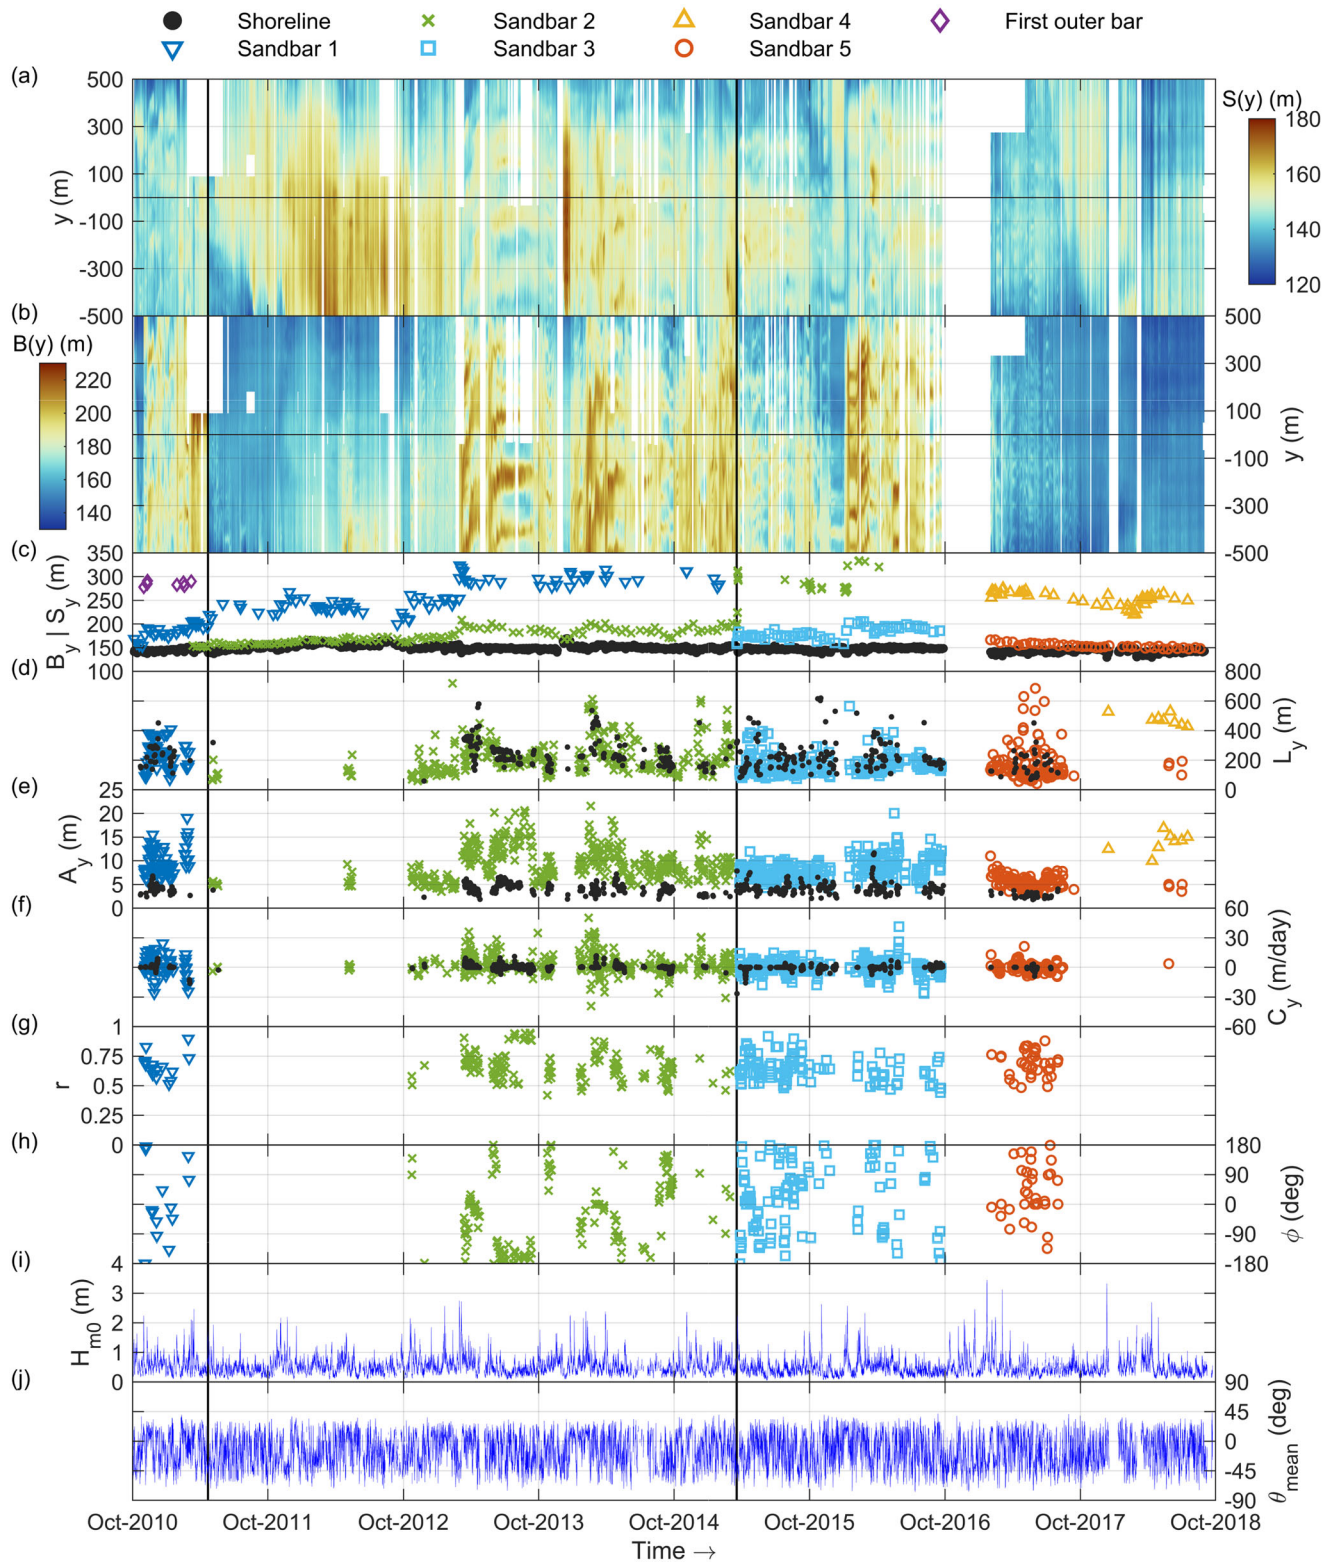 Shoreline
Sandbar 2
Sandbar 4
First outer bar
Sandbar 1
Sandbar 3
Sandbar 5
(a)
500
300
100
-100
-300
-500
y (m)
S(y) (m)
180
160
140
120
(b)
B(y) (m)
220
200
180
160
140
500
300
100
-100
-300
-500
y (m)
(c)
350
300
250
200
150
100
B_y | S_y (m)
(d)
800
600
400
200
0
L_y (m)
(e)
25
20
15
10
5
0
A_y (m)
(f)
60
30
0
-30
-60
C_y (m/day)
(g)
1
0.75
0.5
0.25
0
r
(h)
180
90
0
-90
-180
ϕ (deg)
(i)
4
3
2
1
0
H_m0 (m)
(j)
90
45
0
-45
-90
θ_mean (deg)
Oct-2010 Oct-2011 Oct-2012 Oct-2013 Oct-2014 Oct-2015 Oct-2016 Oct-2017 Oct-2018
Time →